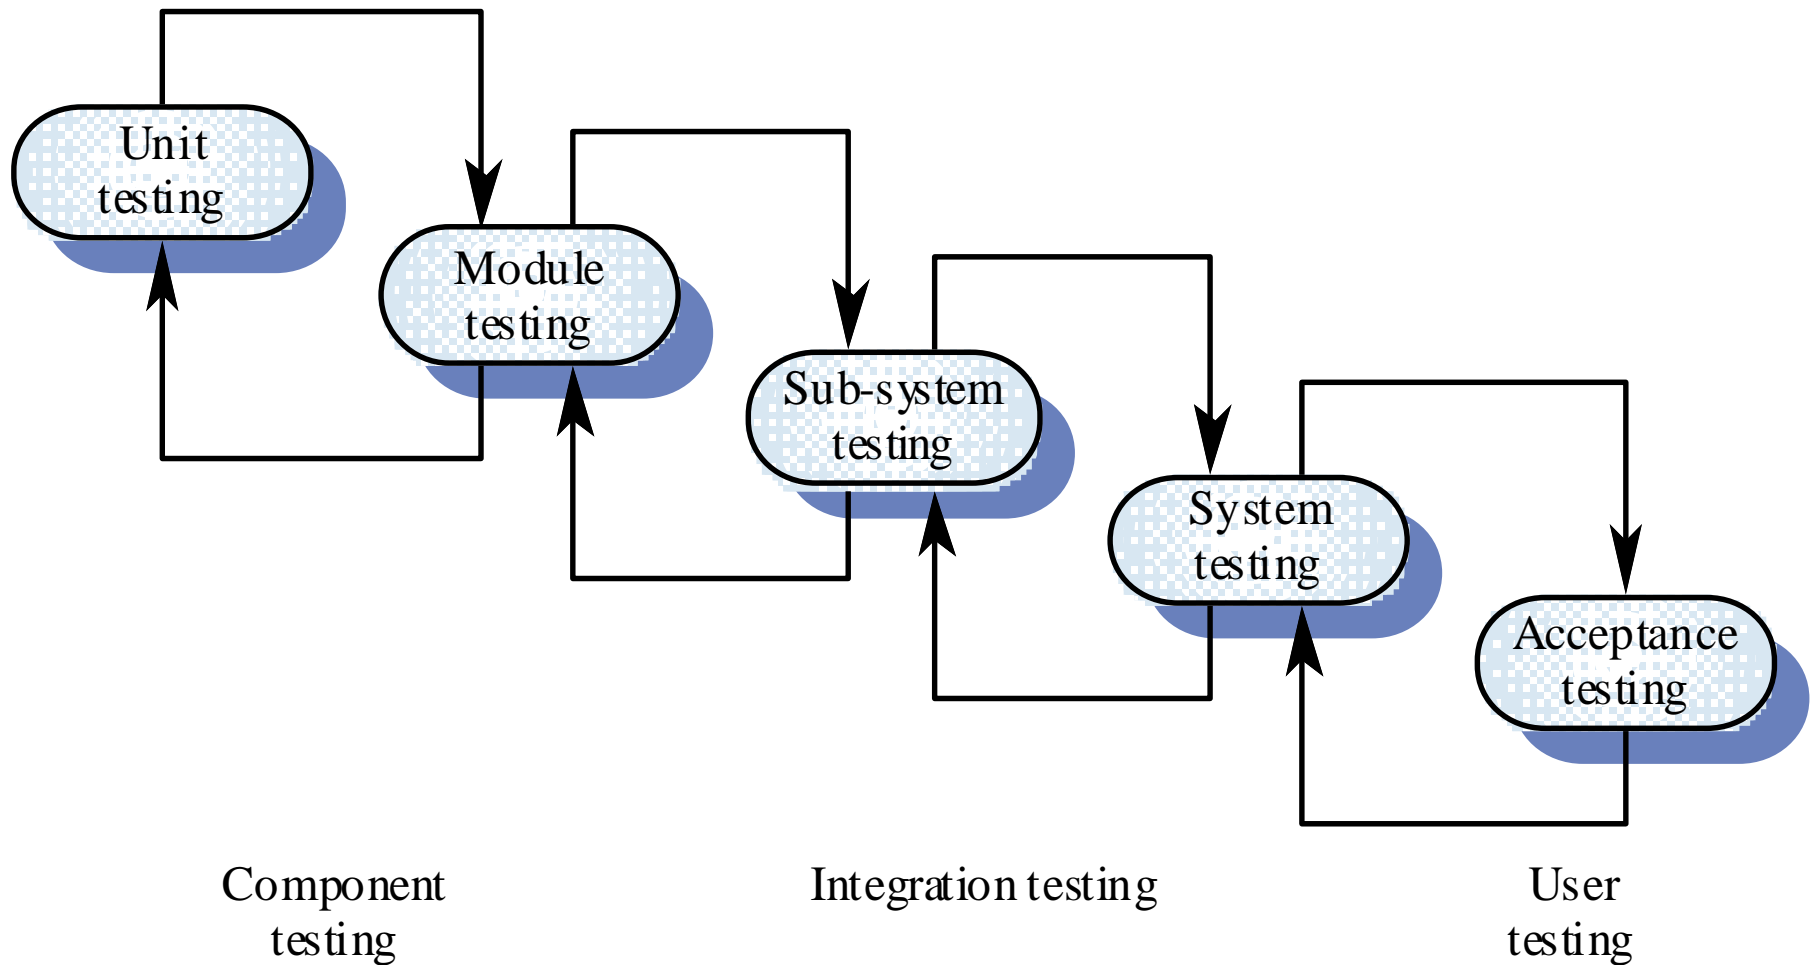 Unit
testing
Module
testing
Sub-system
testing
System
testing
Acceptance
testing
Component
testing
Integration testing
User
testing